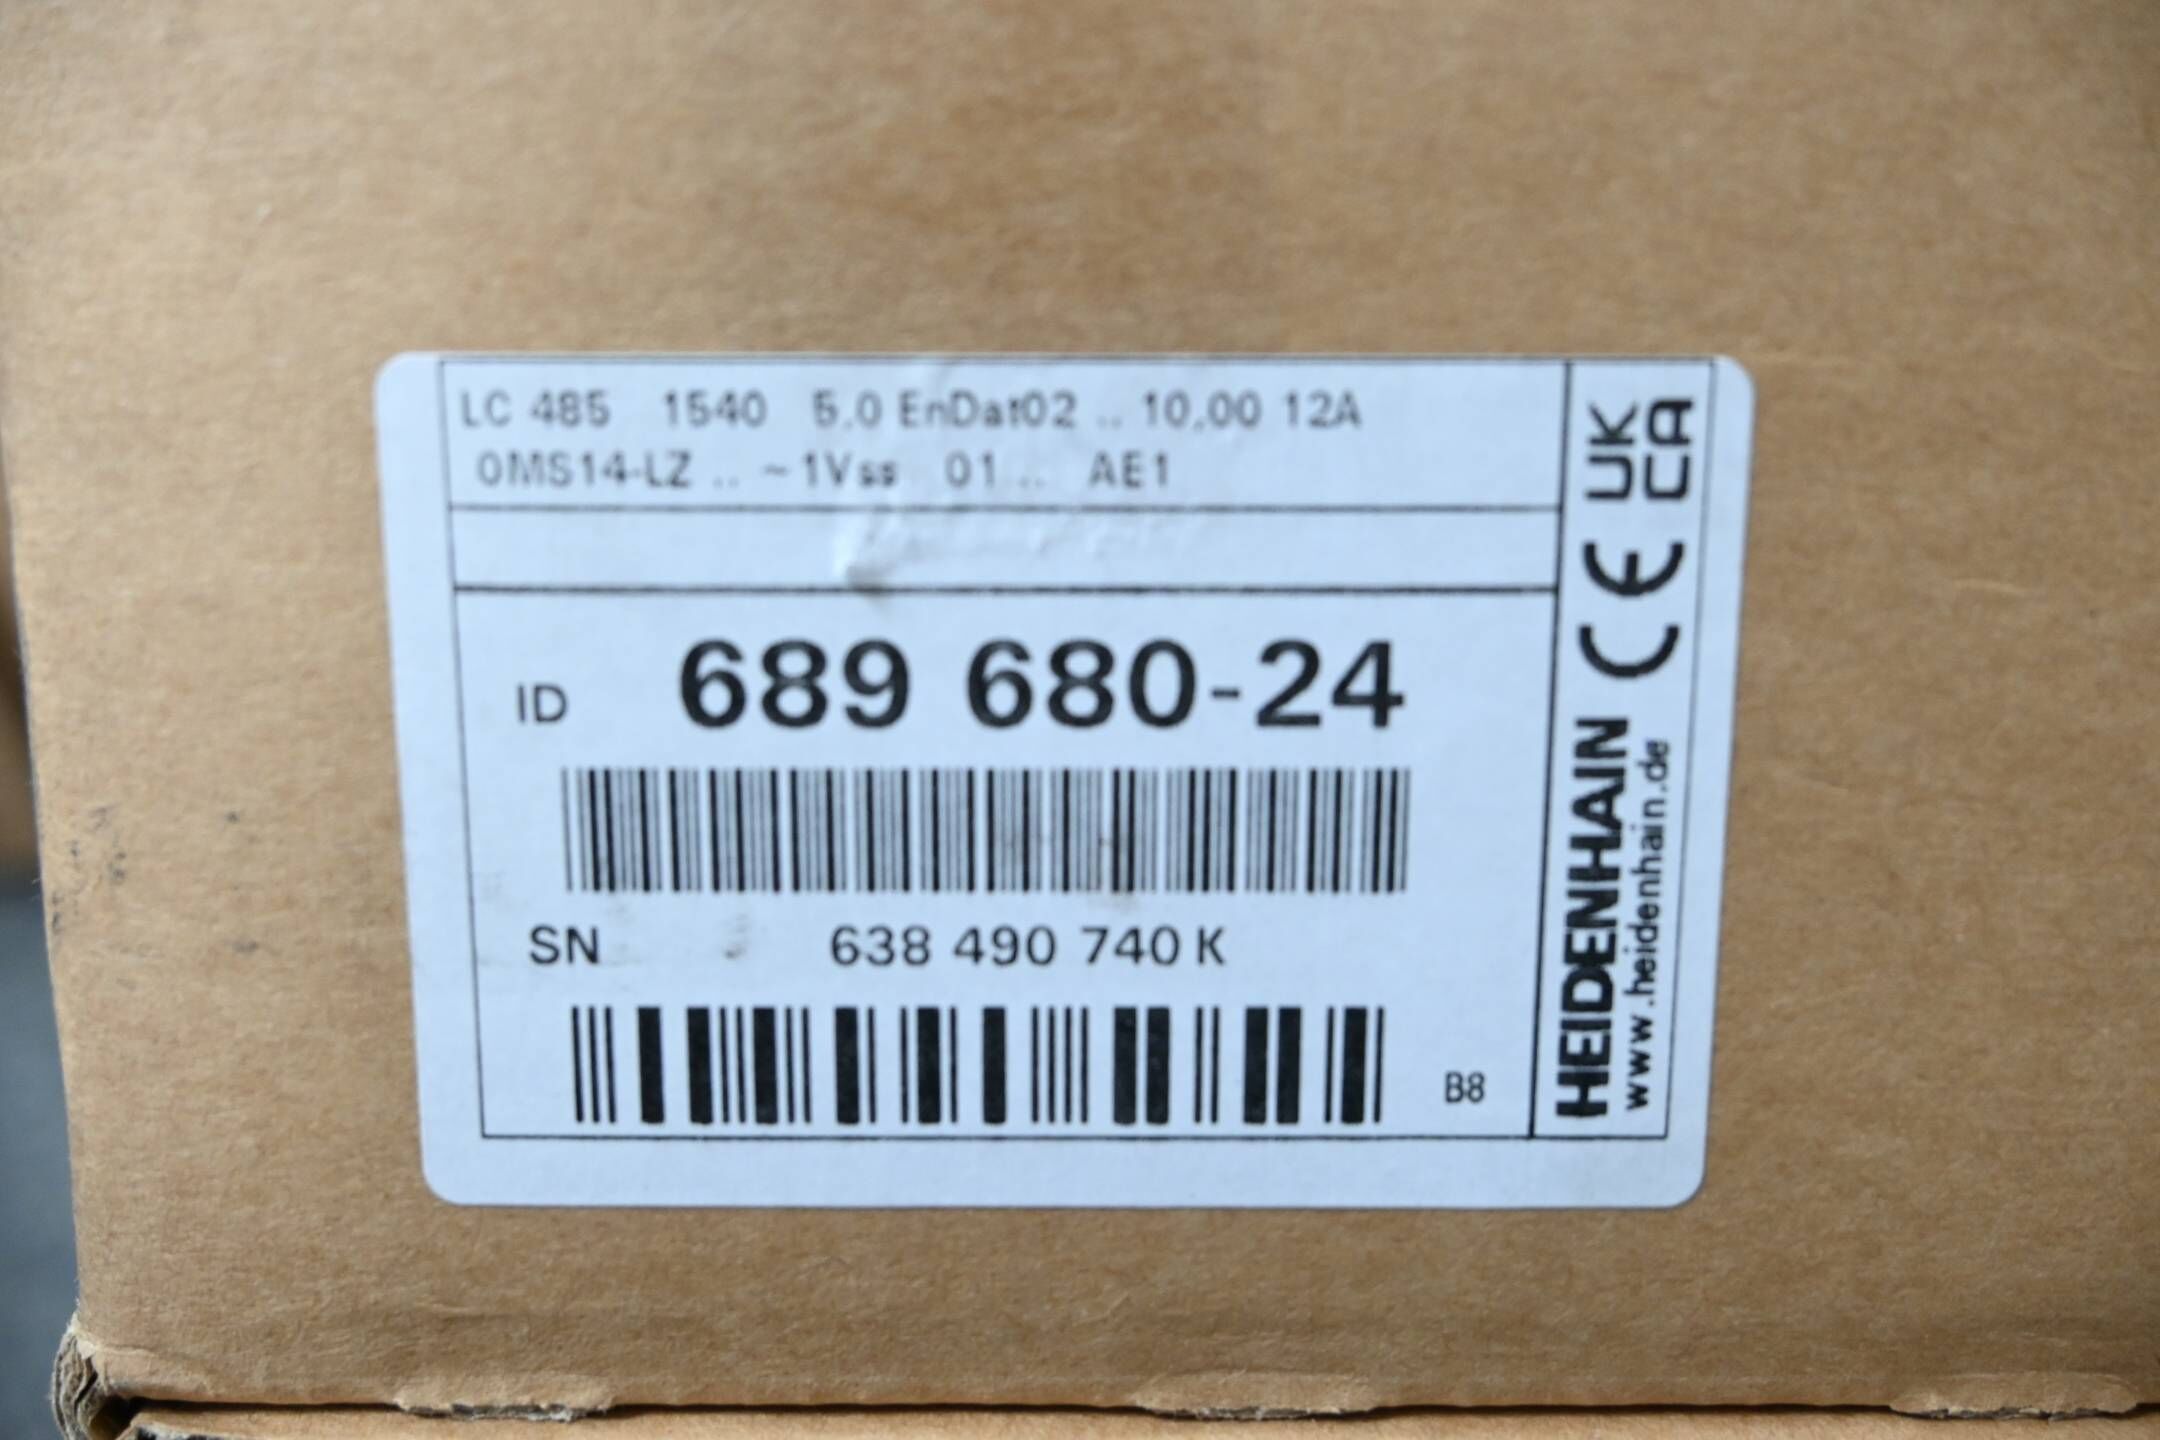 LC 485 1540 5.0 EnDat02 .. 10,00 12A
0MS14-LZ .. ~1Vss 01 .. AE1
ID 689 680-24
SN 638 490 740 K
B8
HEIDENHAIN CE UK CA
www.heidenhain.de